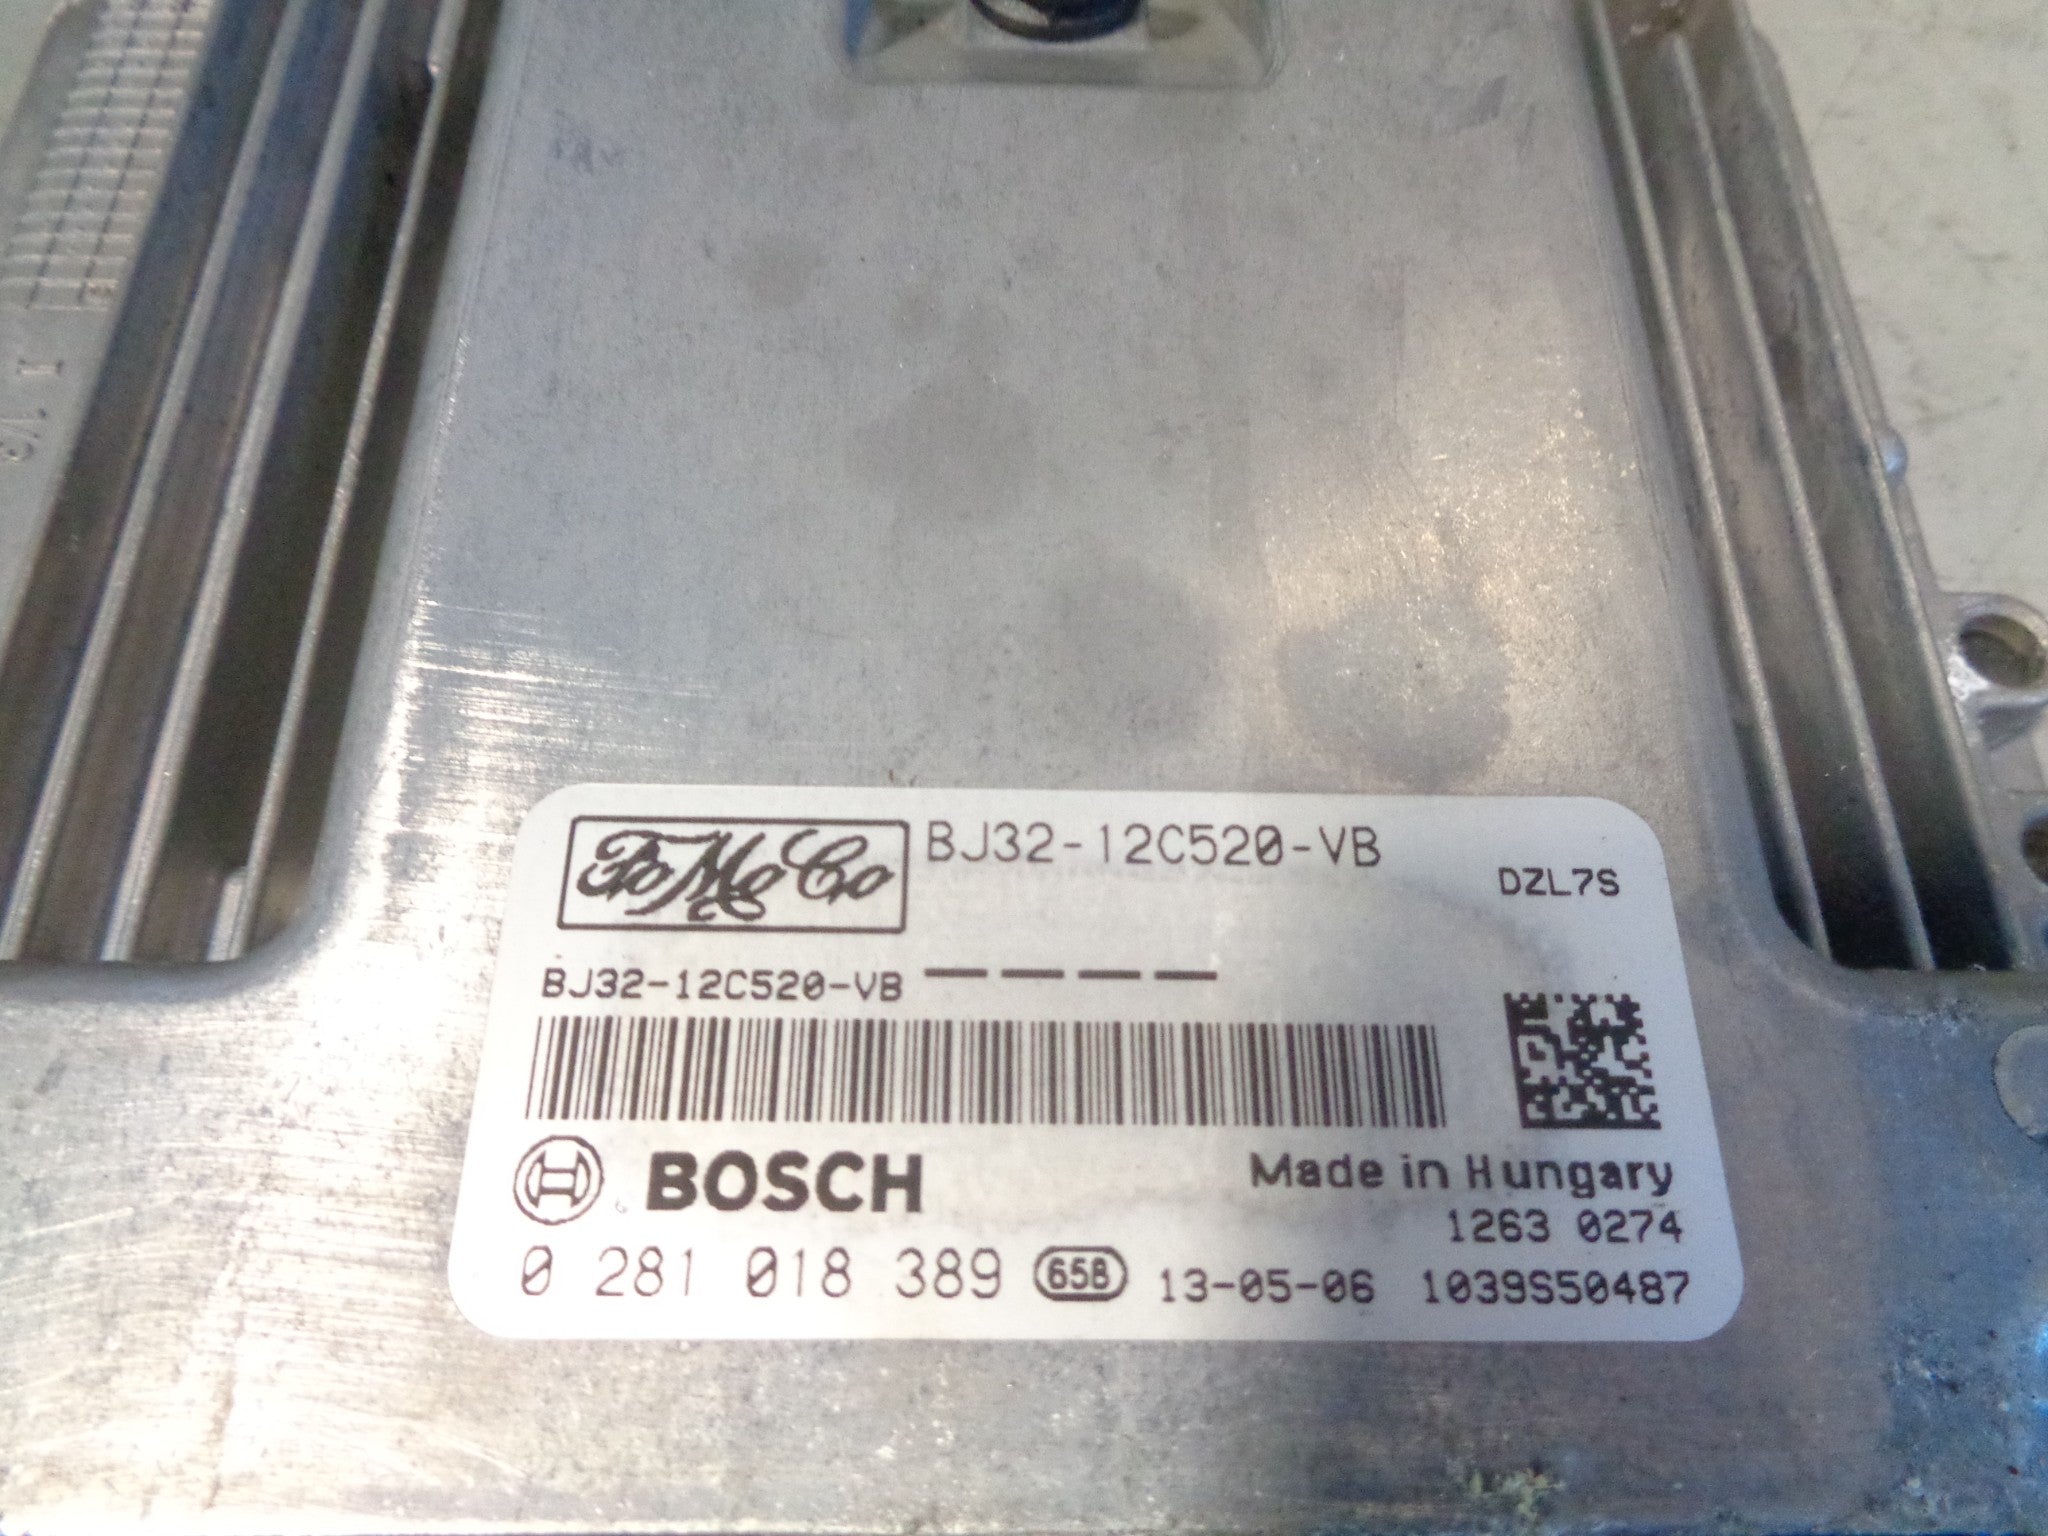 FoMoCo BJ32-12C520-VB
DZL7S
BJ32-12C520-VB ————
BOSCH
Made in Hungary
1263 0274
0 281 018 389 658 13-05-06 1039S50487